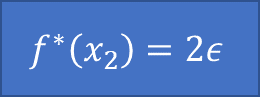 f*(x₂) = 2ϵ